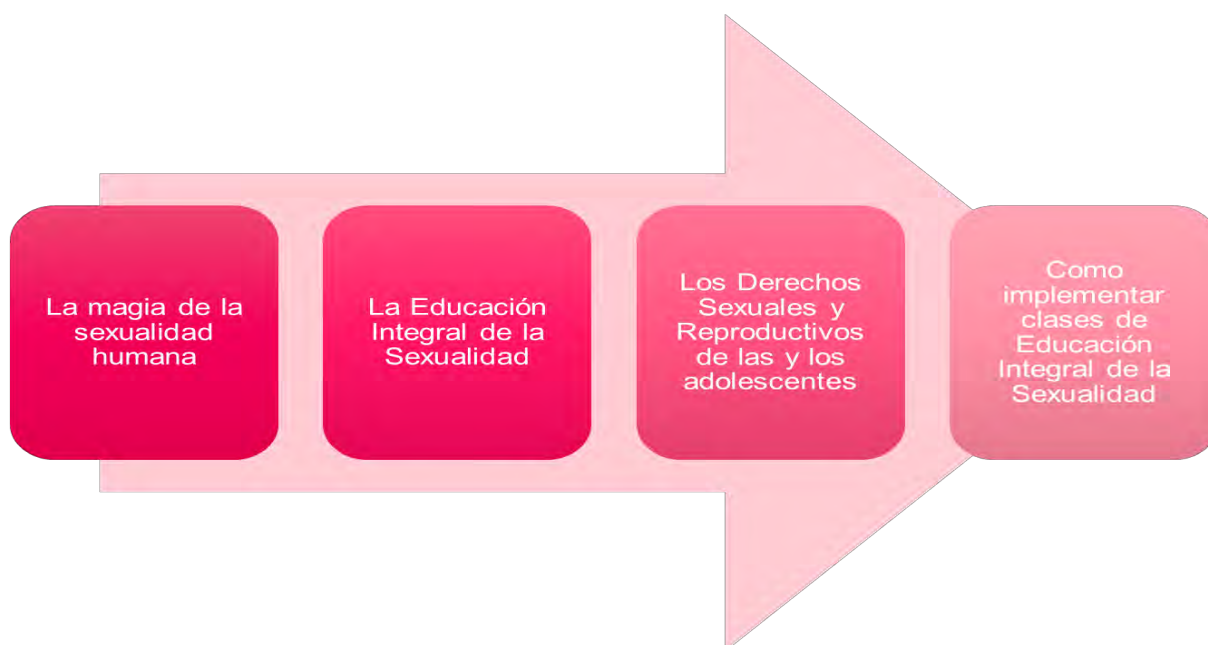 La magia de la
sexualidad
humana
La Educación
Integral de la
Sexualidad
Los Derechos
Sexuales y
Reproductivos
de las y los
adolescentes
Como
implementar
clases de
Educación
Integral de la
Sexualidad